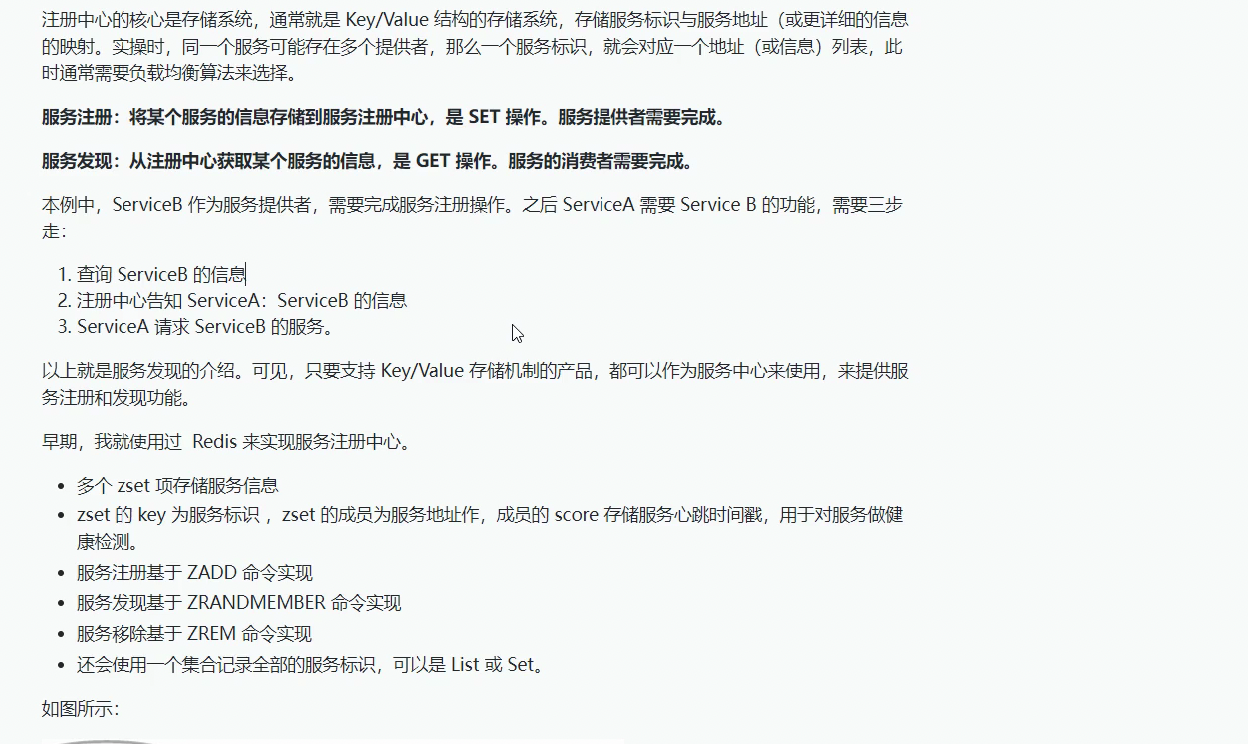 注册中心的核心是存储系统，通常就是 Key/Value 结构的存储系统，存储服务标识与服务地址（或更详细的信息
的映射。实操时，同一个服务可能存在多个提供者，那么一个服务标识，就会对应一个地址（或信息）列表，此
时通常需要负载均衡算法来选择。
服务注册：将某个服务的信息存储到服务注册中心，是 SET 操作。服务提供者需要完成。
服务发现：从注册中心获取某个服务的信息，是 GET 操作。服务的消费者需要完成。
本例中，ServiceB 作为服务提供者，需要完成服务注册操作。之后 ServiceA 需要 Service B 的功能，需要三步
走：
1. 查询 ServiceB 的信息
2. 注册中心告知 ServiceA：ServiceB 的信息
3. ServiceA 请求 ServiceB 的服务。
以上就是服务发现的介绍。可见，只要支持 Key/Value 存储机制的产品，都可以作为服务中心来使用，来提供服
务注册和发现功能。
早期，我就使用过 Redis 来实现服务注册中心。
• 多个 zset 项存储服务信息
• zset 的 key 为服务标识 ，zset 的成员为服务地址作，成员的 score 存储服务心跳时间戳，用于对服务做健
康检测。
• 服务注册基于 ZADD 命令实现
• 服务发现基于 ZRANDMEMBER 命令实现
• 服务移除基于 ZREM 命令实现
• 还会使用一个集合记录全部的服务标识，可以是 List 或 Set。
如图所示：